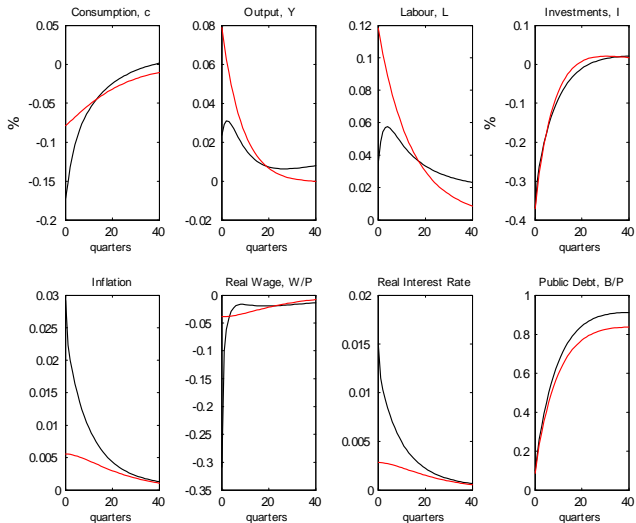 Consumption, c
0.05
0
-0.05
-0.1
-0.15
-0.2
%
0 20 40
quarters
Output, Y
0.08
0.06
0.04
0.02
0
-0.02
0 20 40
quarters
Labour, L
0.12
0.1
0.08
0.06
0.04
0.02
0
0 20 40
quarters
Investments, I
0.1
0
-0.1
-0.2
-0.3
-0.4
%
0 20 40
quarters
Inflation
0.03
0.025
0.02
0.015
0.01
0.005
0
0 20 40
quarters
Real Wage, W/P
0
-0.05
-0.1
-0.15
-0.2
-0.25
-0.3
-0.35
0 20 40
quarters
Real Interest Rate
0.02
0.015
0.01
0.005
0
0 20 40
quarters
Public Debt, B/P
1
0.8
0.6
0.4
0.2
0
0 20 40
quarters